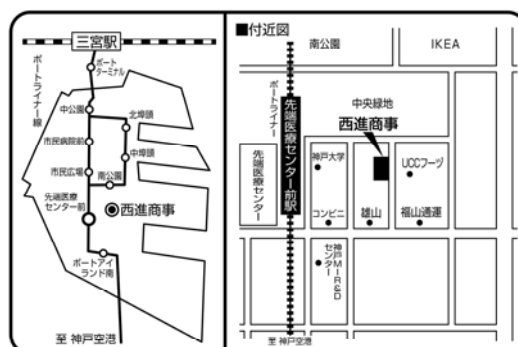 三宮駅
ポートライナー線
ポート
ターミナル
中公園
北埠頭
市民病院前
中埠頭
市民広場
南公園
先端医療
センター前
西進商事
ポートアイ
ランド南
至 神戸空港
■付近図
南公園
IKEA
ポートライナー
先端医療センター前駅
中央緑地
西進商事
先端医療
センター
神戸大学
UCCフーヅ
コンビニ
雄山
福山通運
神戸MIR&D
センター
至 神戸空港